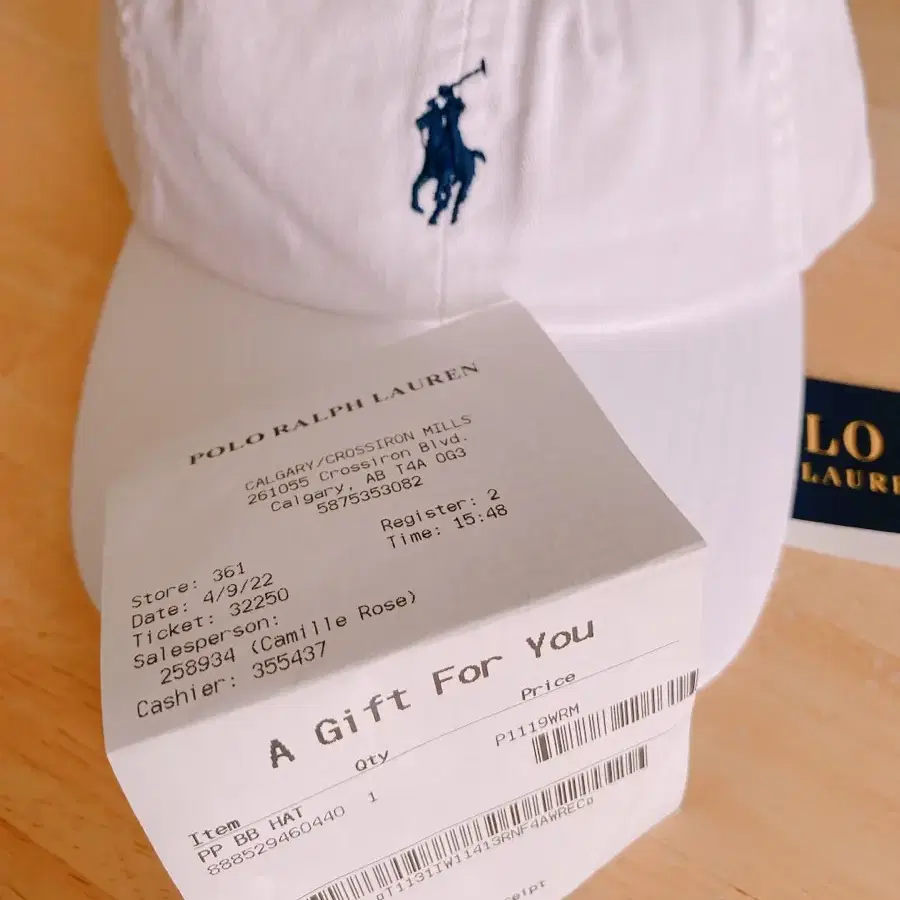 POLO RALPH LAUREN
CALGARY/CROSSIRON MILLS
261055 Crossiron Blvd.
Calgary, AB T4A 0G3
5875353082
Register: 2
Time: 15:48
Store: 361
Date: 4/9/22
Ticket: 32250
Salesperson:
258934 (Camille Rose)
Cashier: 355437
A Gift For You
Item Qty Price
PP BB HAT
888529460440 1 P1119WRM
LO
LAURE